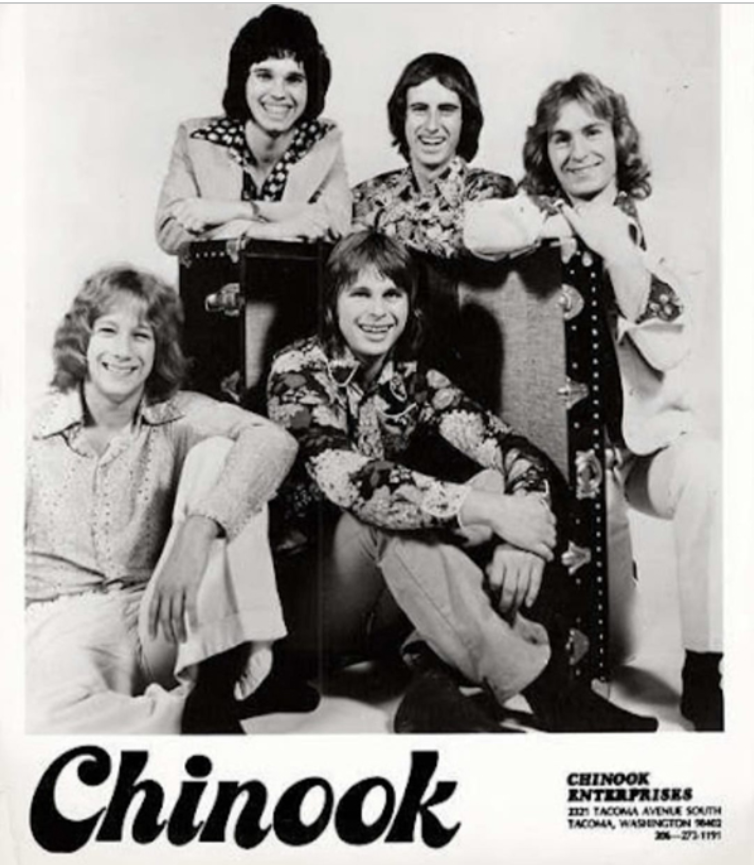 Chinook
CHINOOK
ENTERPRISES
2321 TACOMA AVENUE SOUTH
TACOMA, WASHINGTON 98402
206—272-1191